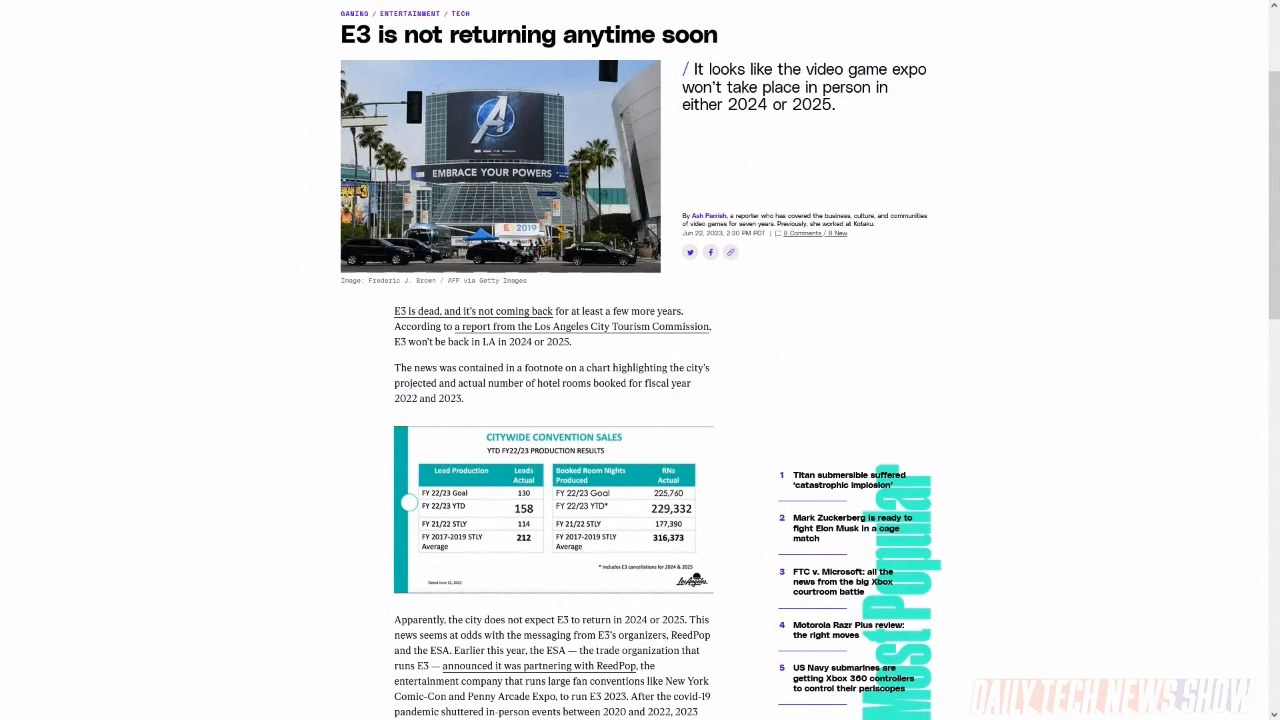 GAMING / ENTERTAINMENT / TECH
E3 is not returning anytime soon
/ It looks like the video game expo
won't take place in person in
either 2024 or 2025.
EMBRACE YOUR POWERS
E3 2019
By Ash Parrish, a reporter who has covered the business, culture, and communities
of video games for seven years. Previously, she worked at Kotaku.
Jun 22, 2023, 2:30 PM PDT | 8 Comments / 8 New
Image: Frederic J. Brown / AFP via Getty Images
E3 is dead, and it's not coming back for at least a few more years.
According to a report from the Los Angeles City Tourism Commission,
E3 won't be back in LA in 2024 or 2025.
The news was contained in a footnote on a chart highlighting the city's
projected and actual number of hotel rooms booked for fiscal year
2022 and 2023.
CITYWIDE CONVENTION SALES
YTD FY22/23 PRODUCTION RESULTS
Lead Production Leads Actual
FY 22/23 Goal 130
FY 22/23 YTD 158
FY 21/22 STLY 114
FY 2017-2019 STLY Average 212
Booked Room Nights Produced RNs Actual
FY 22/23 Goal 225,760
FY 22/23 YTD* 229,332
FY 21/22 STLY 177,390
FY 2017-2019 STLY Average 316,373
* Includes E3 cancellations for 2024 & 2025
Dated June 12, 2023
Los Angeles
Apparently, the city does not expect E3 to return in 2024 or 2025. This
news seems at odds with the messaging from E3's organizers, ReedPop
and the ESA. Earlier this year, the ESA — the trade organization that
runs E3 — announced it was partnering with ReedPop, the
entertainment company that runs large fan conventions like New York
Comic-Con and Penny Arcade Expo, to run E3 2023. After the covid-19
pandemic shuttered in-person events between 2020 and 2022, 2023
Most Popular
1 Titan submersible suffered
'catastrophic implosion'
2 Mark Zuckerberg is ready to
fight Elon Musk in a cage
match
3 FTC v. Microsoft: all the
news from the big Xbox
courtroom battle
4 Motorola Razr Plus review:
the right moves
5 US Navy submarines are
getting Xbox 360 controllers
to control their periscopes
DAILY TECH NEWS SHOW